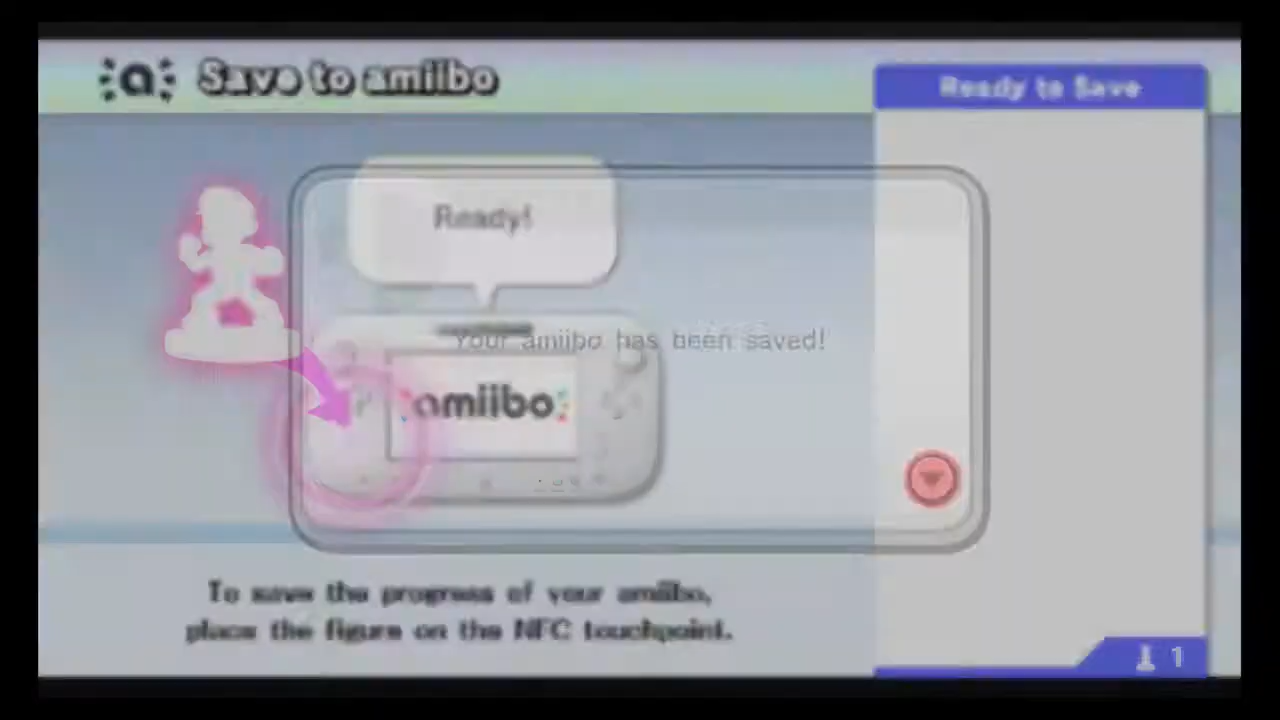 Save to amiibo
Ready to Save
Ready!
Your amiibo has been saved!
amiibo
To save the progress of your amiibo,
place the figure on the NFC touchpoint.
1